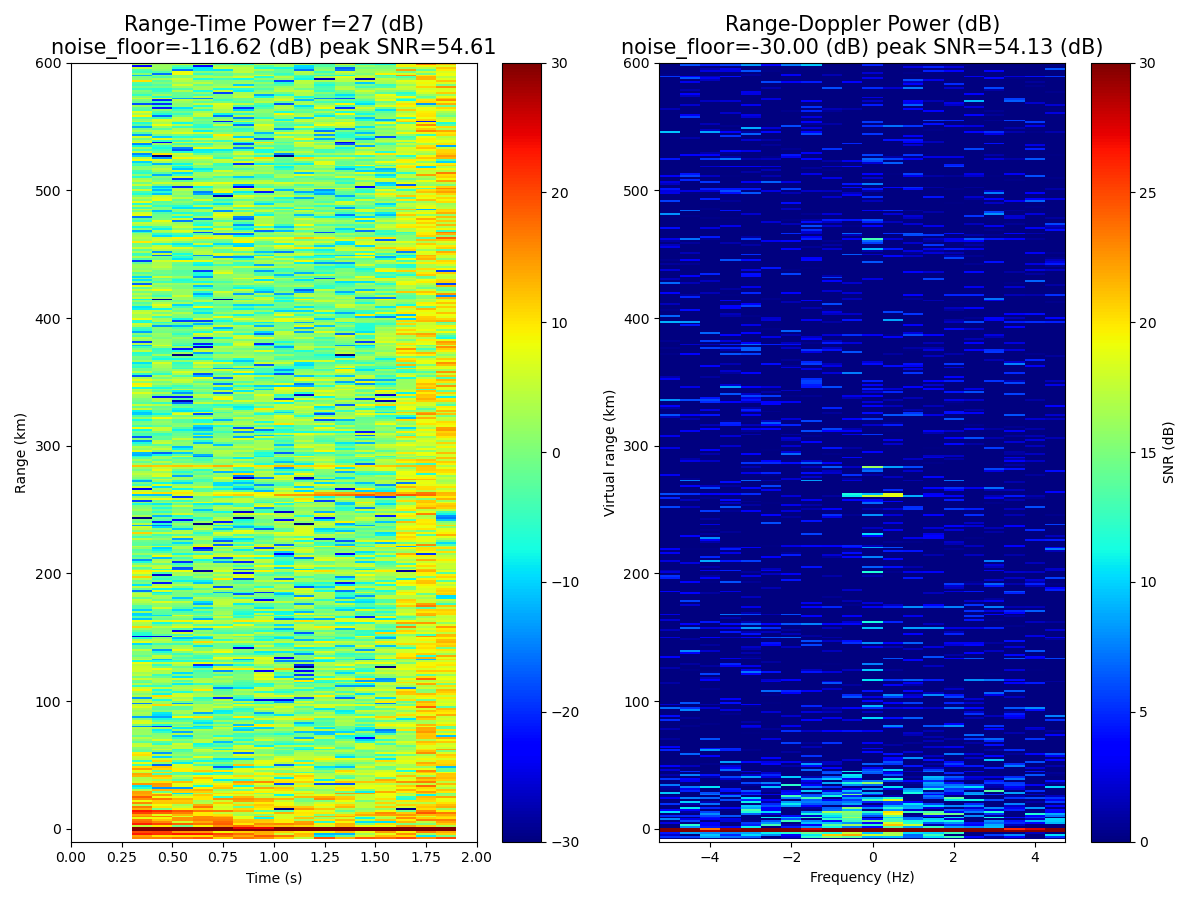 Range-Time Power f=27 (dB)
noise_floor=-116.62 (dB) peak SNR=54.61
Range-Doppler Power (dB)
noise_floor=-30.00 (dB) peak SNR=54.13 (dB)
600
500
400
300
200
100
0
Range (km)
0.00 0.25 0.50 0.75 1.00 1.25 1.50 1.75 2.00
Time (s)
30
20
10
0
−10
−20
−30
600
500
400
300
200
100
0
Virtual range (km)
−4 −2 0 2 4
Frequency (Hz)
30
25
20
15
10
5
0
SNR (dB)